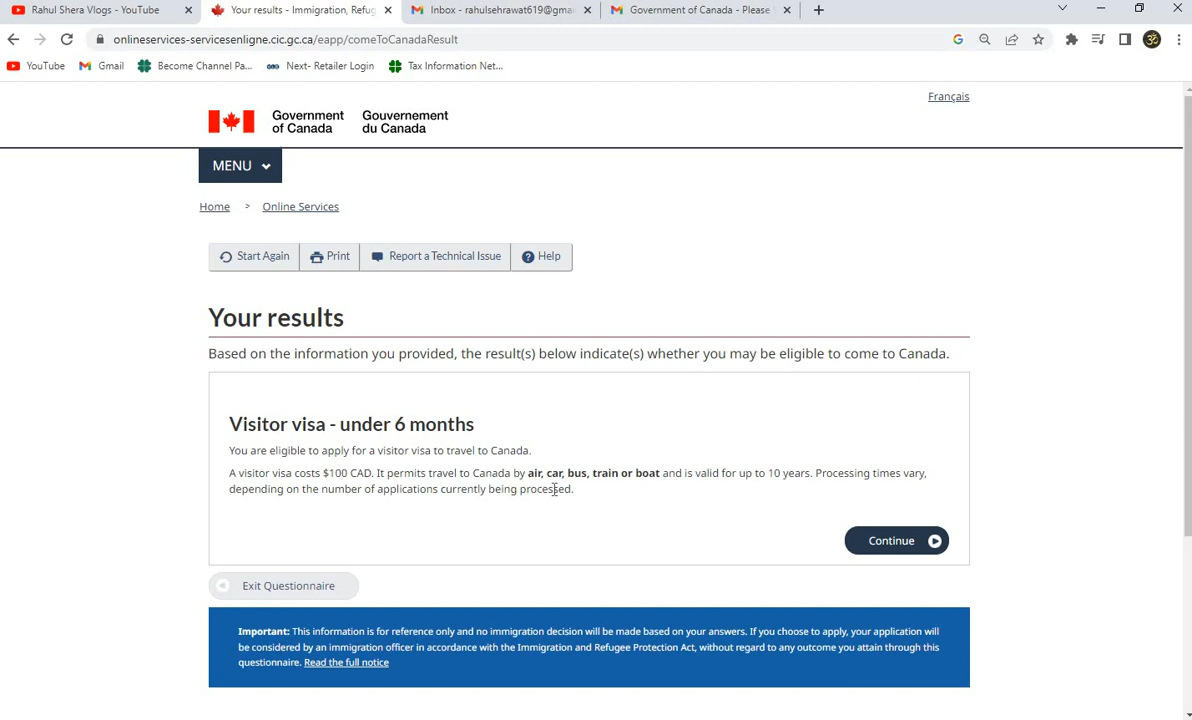 Rahul Shera Vlogs - YouTube
Your results - Immigration, Refug
Inbox - rahulsehrawat619@gmai
Government of Canada - Please
onlineservices-servicesenligne.cic.gc.ca/eapp/comeToCanadaResult
YouTube
Gmail
Become Channel Pa...
Next- Retailer Login
Tax Information Net...
Français
Government of Canada
Gouvernement du Canada
MENU
Home > Online Services
Start Again
Print
Report a Technical Issue
Help
Your results
Based on the information you provided, the result(s) below indicate(s) whether you may be eligible to come to Canada.
Visitor visa - under 6 months
You are eligible to apply for a visitor visa to travel to Canada.
A visitor visa costs $100 CAD. It permits travel to Canada by air, car, bus, train or boat and is valid for up to 10 years. Processing times vary,
depending on the number of applications currently being processed.
Continue
Exit Questionnaire
Important: This information is for reference only and no immigration decision will be made based on your answers. If you choose to apply, your application will
be considered by an immigration officer in accordance with the Immigration and Refugee Protection Act, without regard to any outcome you attain through this
questionnaire. Read the full notice